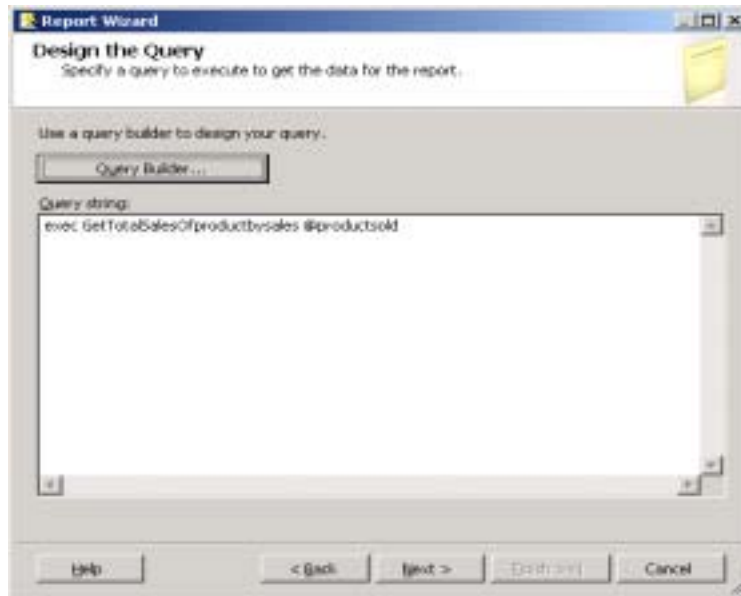 Report Wizard
Design the Query
Specify a query to execute to get the data for the report.
Use a query builder to design your query.
Query Builder...
Query string:
exec GetTotalSalesOfproductbysales @productsold
Help
< Back
Next >
Cancel